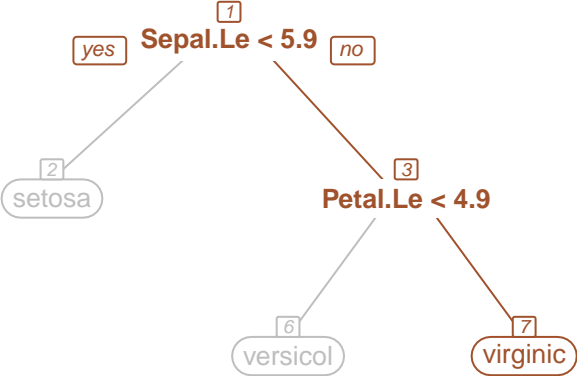 1
yes
Sepal.Le < 5.9
no
2
setosa
3
Petal.Le < 4.9
6
versicol
7
virginic